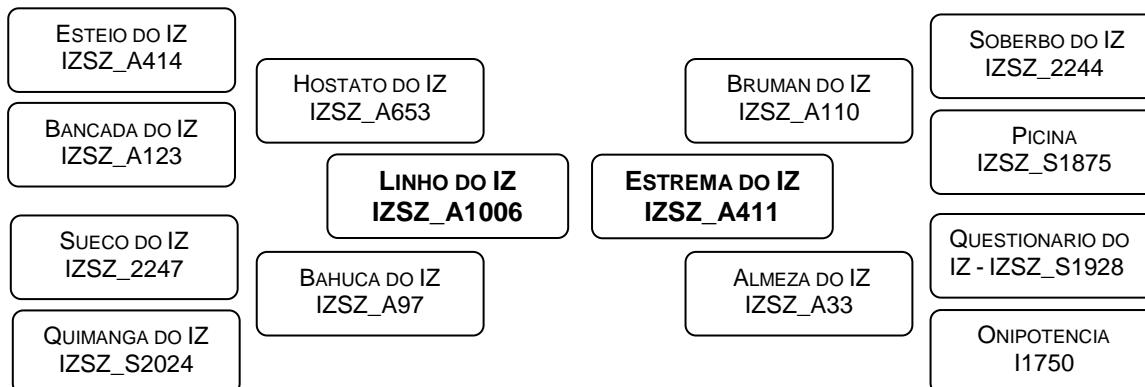 ESTEIO DO IZ
IZSZ_A414
BANCADA DO IZ
IZSZ_A123
SUECO DO IZ
IZSZ_2247
QUIMANGA DO IZ
IZSZ_S2024
HOSTATO DO IZ
IZSZ_A653
BAHUCA DO IZ
IZSZ_A97
LINHO DO IZ
IZSZ_A1006
ESTREMA DO IZ
IZSZ_A411
BRUMAN DO IZ
IZSZ_A110
ALMEZA DO IZ
IZSZ_A33
SOBERBO DO IZ
IZSZ_2244
PICINA
IZSZ_S1875
QUESTIONARIO DO
IZ - IZSZ_S1928
ONIPOTENCIA
I1750